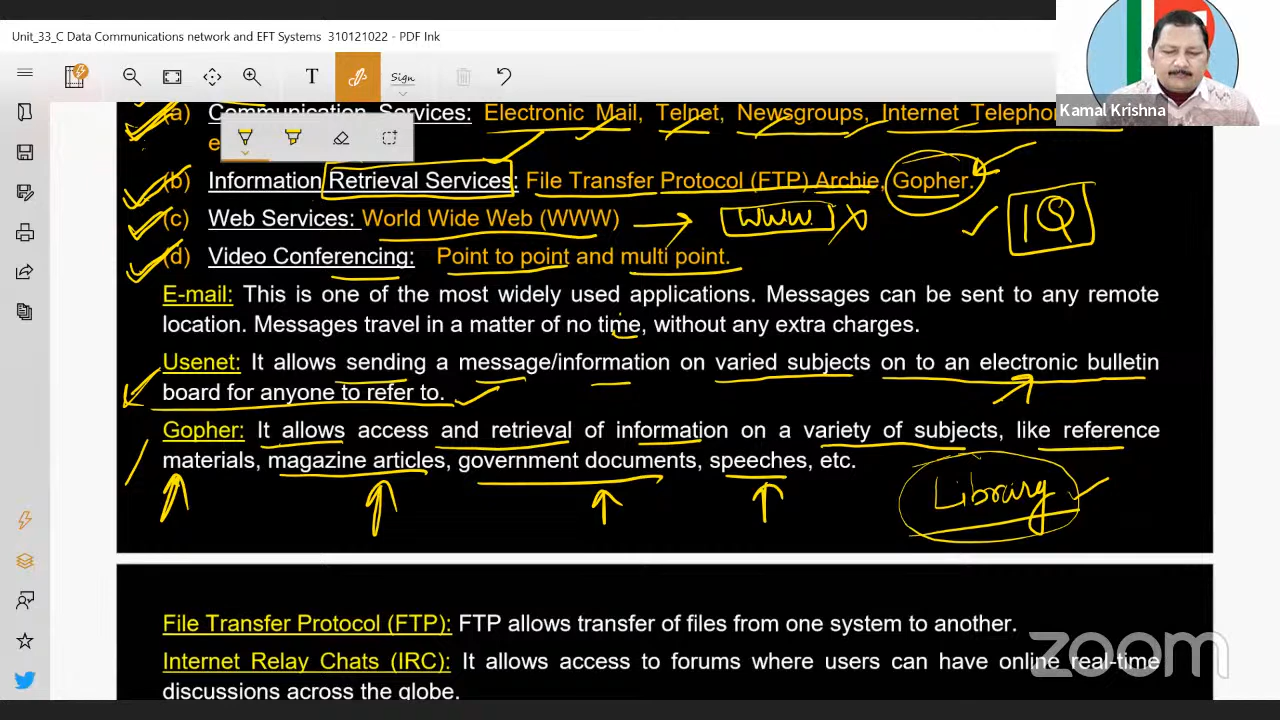 Unit_33_C Data Communications network and EFT Systems 310121022 - PDF Ink
Sign
Kamal Krishna
(a) Communication Services: Electronic Mail, Telnet, Newsgroups, Internet Telephon
e
(b) Information Retrieval Services: File Transfer Protocol (FTP) Archie, Gopher.
(c) Web Services: World Wide Web (WWW) WWW IQ
(d) Video Conferencing: Point to point and multi point.
E-mail: This is one of the most widely used applications. Messages can be sent to any remote
location. Messages travel in a matter of no time, without any extra charges.
Usenet: It allows sending a message/information on varied subjects on to an electronic bulletin
board for anyone to refer to.
Gopher: It allows access and retrieval of information on a variety of subjects, like reference
materials, magazine articles, government documents, speeches, etc.
Library
File Transfer Protocol (FTP): FTP allows transfer of files from one system to another.
zoom
Internet Relay Chats (IRC): It allows access to forums where users can have online real-time
discussions across the globe.